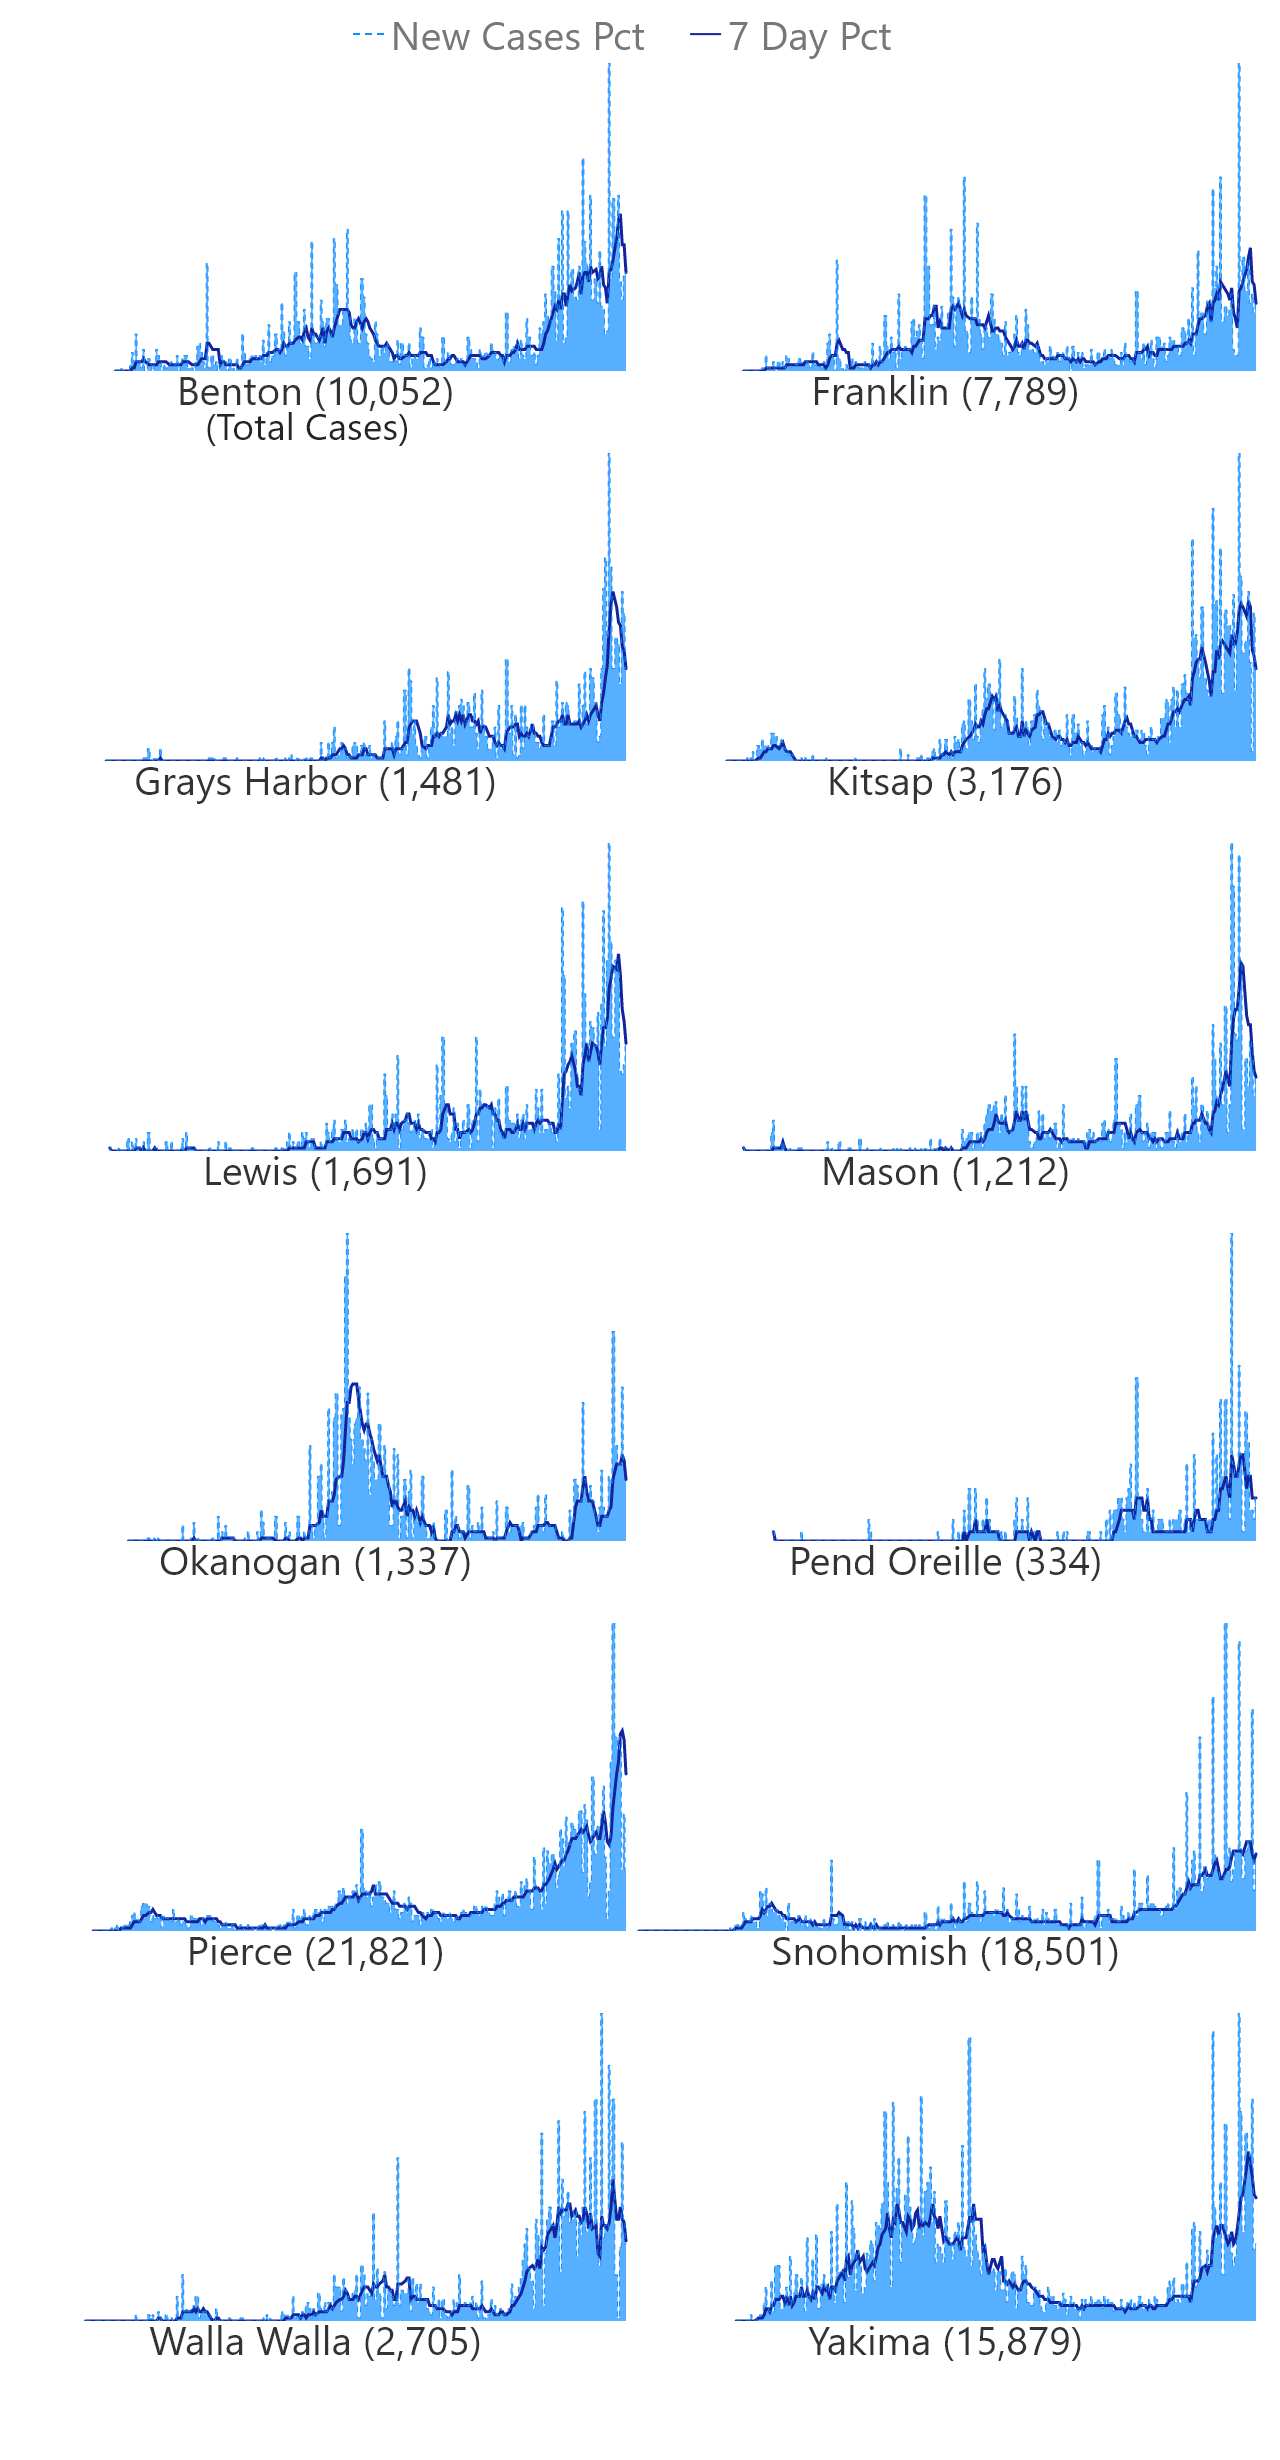 New Cases Pct 7 Day Pct
Benton (10,052) Franklin (7,789)
(Total Cases)
Grays Harbor (1,481) Kitsap (3,176)
Lewis (1,691) Mason (1,212)
Okanogan (1,337) Pend Oreille (334)
Pierce (21,821) Snohomish (18,501)
Walla Walla (2,705) Yakima (15,879)